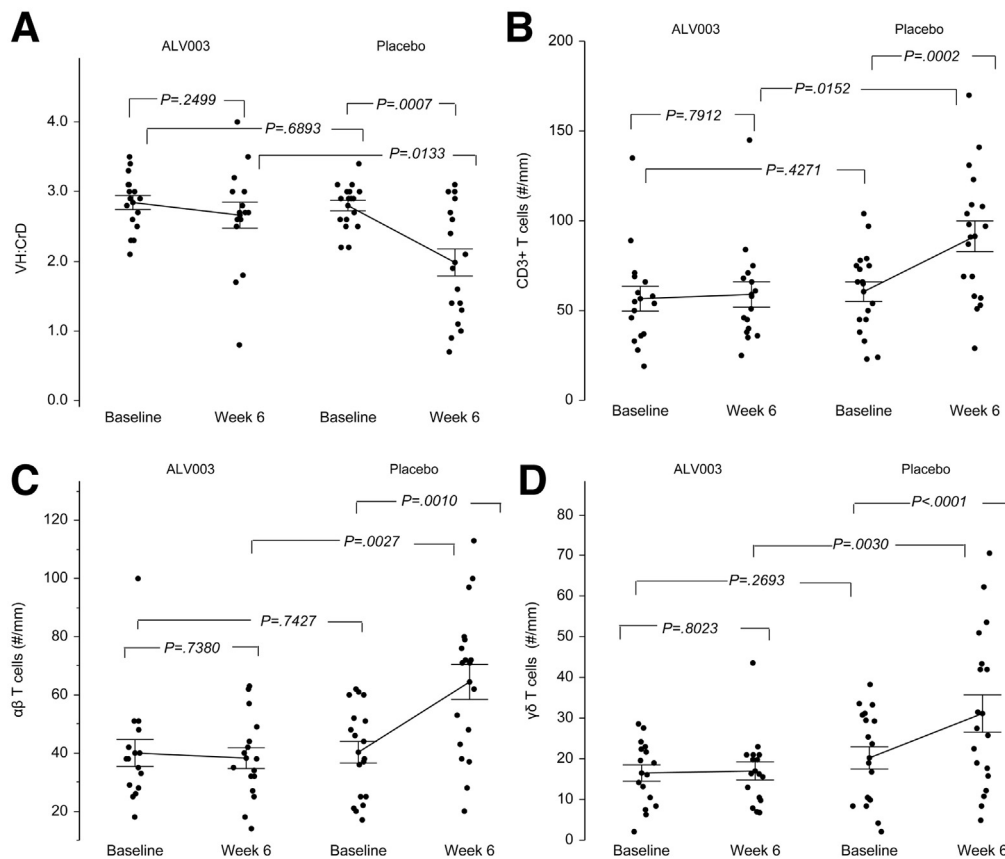 A
ALV003
Placebo
P=.2499
P=.0007
P=.6893
P=.0133
VH:CrD
4.0
3.0
2.0
1.0
0.0
Baseline
Week 6
Baseline
Week 6
B
ALV003
Placebo
P=.0002
P=.0152
P=.7912
P=.4271
CD3+ T cells (#/mm)
200
150
100
50
0
Baseline
Week 6
Baseline
Week 6
C
ALV003
Placebo
P=.0010
P=.0027
P=.7427
P=.7380
αβ T cells (#/mm)
120
100
80
60
40
20
Baseline
Week 6
Baseline
Week 6
D
ALV003
Placebo
P<.0001
P=.0030
P=.2693
P=.8023
γδ T cells (#/mm)
80
70
60
50
40
30
20
10
0
Baseline
Week 6
Baseline
Week 6